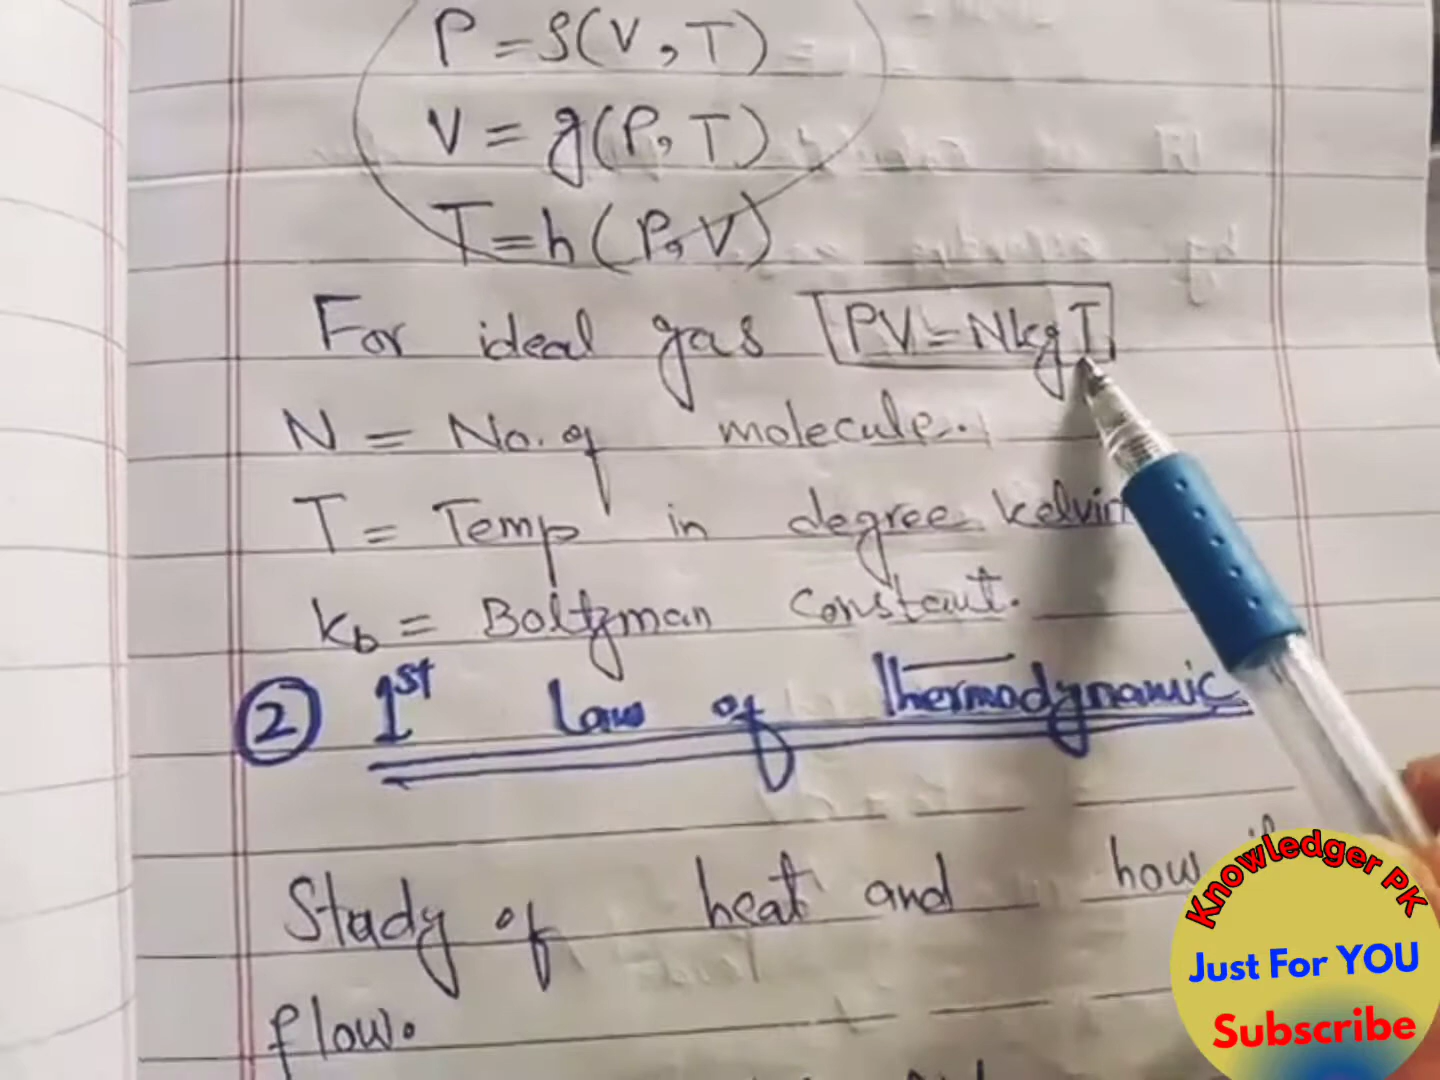 P = f(V, T)
V = g(P, T)
T = h(P, V)
For ideal gas PV = NkgT
N = No. of molecule.
T = Temp in degree kelvin
kb = Boltzman constant.
2 1st law of Thermodynamic
Study of heat and how
flow.
Knowledger PK
Just For YOU
Subscribe